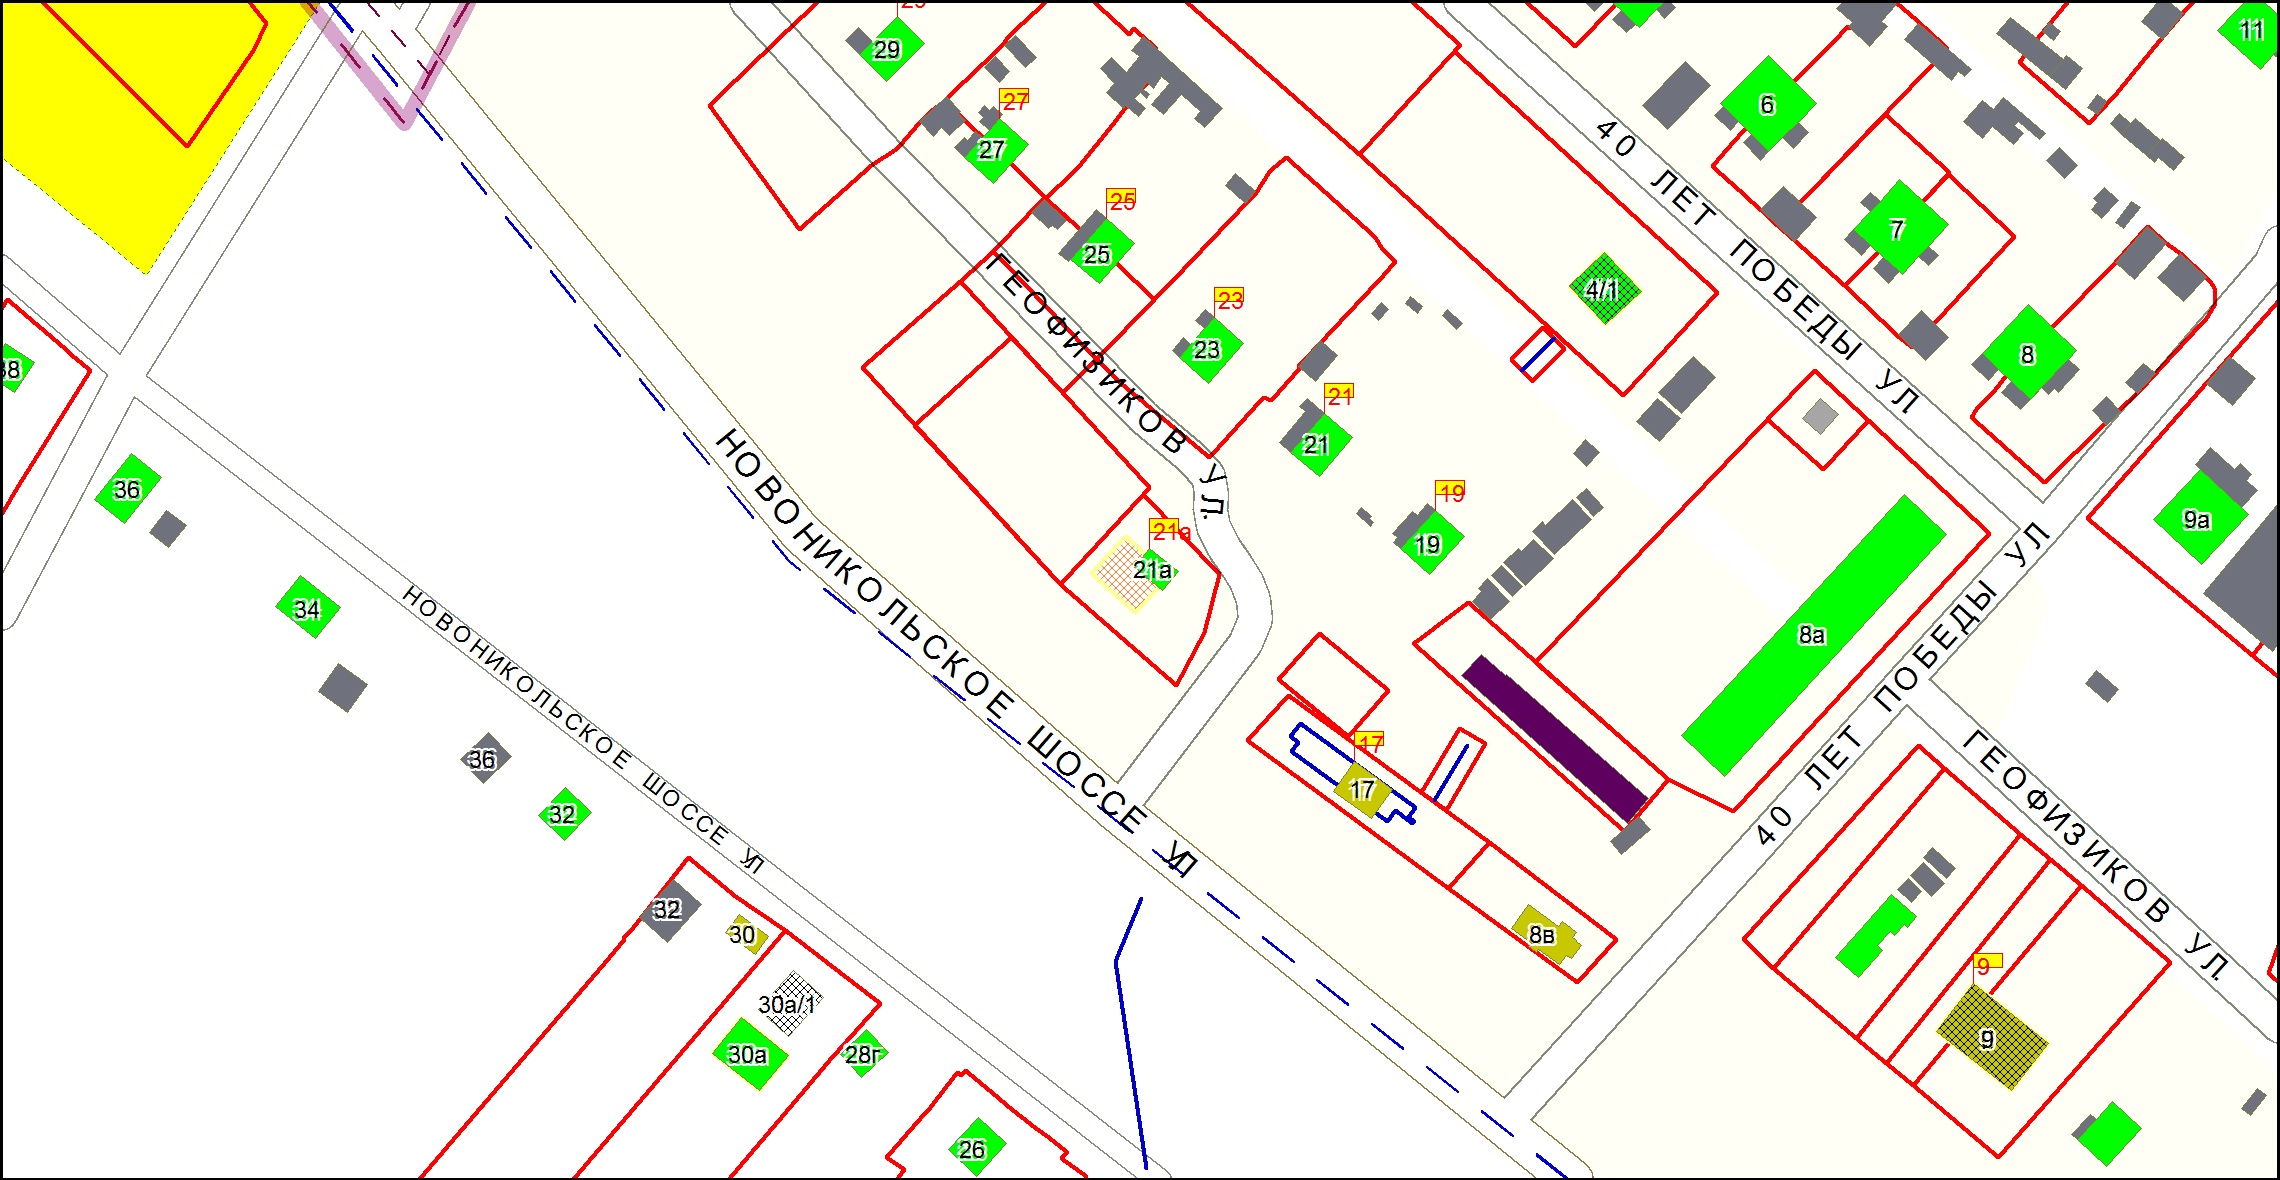 29
11
6
27
27
40 ЛЕТ ПОБЕДЫ УЛ
25
25
7
4/1
23
23
8
38
ГЕОФИЗИКОВ УЛ.
21
21
36
19
19
9а
21а
21а
34
8а
НОВОНИКОЛЬСКОЕ ШОССЕ УЛ
НОВОНИКОЛЬСКОЕ ШОССЕ УЛ
40 ЛЕТ ПОБЕДЫ УЛ
36
17
17
32
ГЕОФИЗИКОВ УЛ.
32
30
8в
9
9
30а/1
30а
28г
26